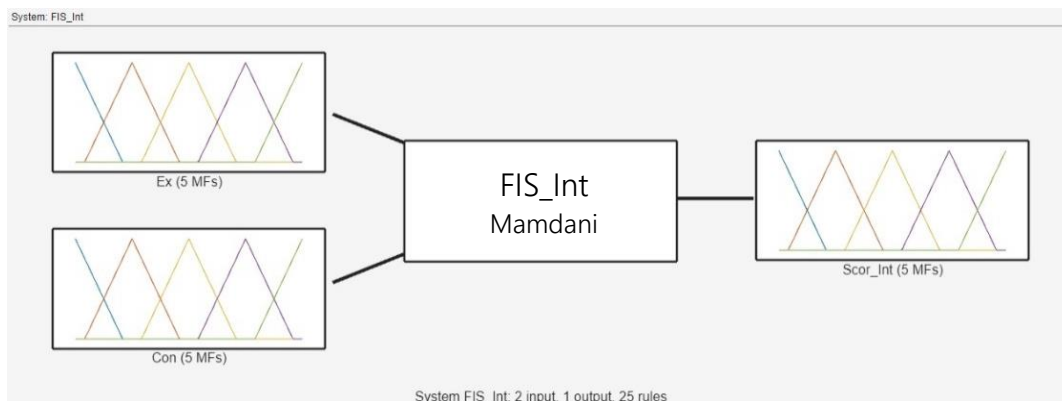 System: FIS_Int
Ex (5 MFs)
FIS_Int
Mamdani
Scor_Int (5 MFs)
Con (5 MFs)
System FIS_Int: 2 input, 1 output, 25 rules